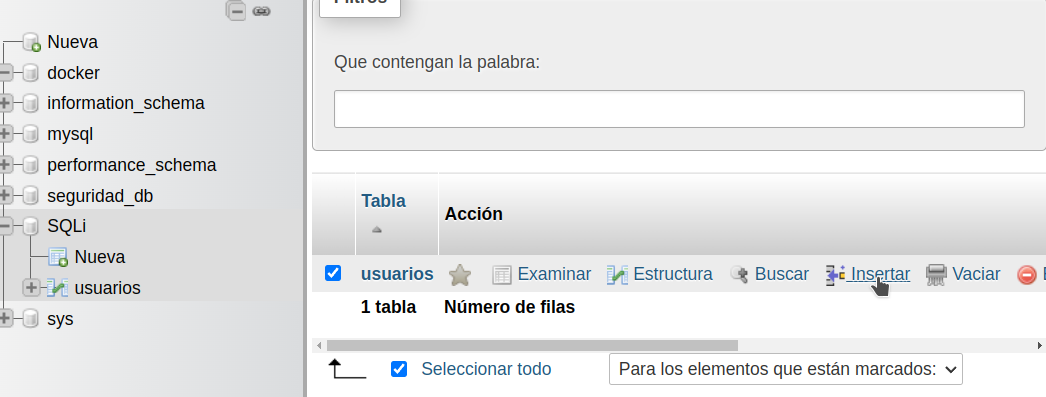 Nueva
docker
information_schema
mysql
performance_schema
seguridad_db
SQLi
Nueva
usuarios
sys
Filtros
Que contengan la palabra:
Tabla Acción
usuarios Examinar Estructura Buscar Insertar Vaciar
1 tabla Número de filas
Seleccionar todo Para los elementos que están marcados: